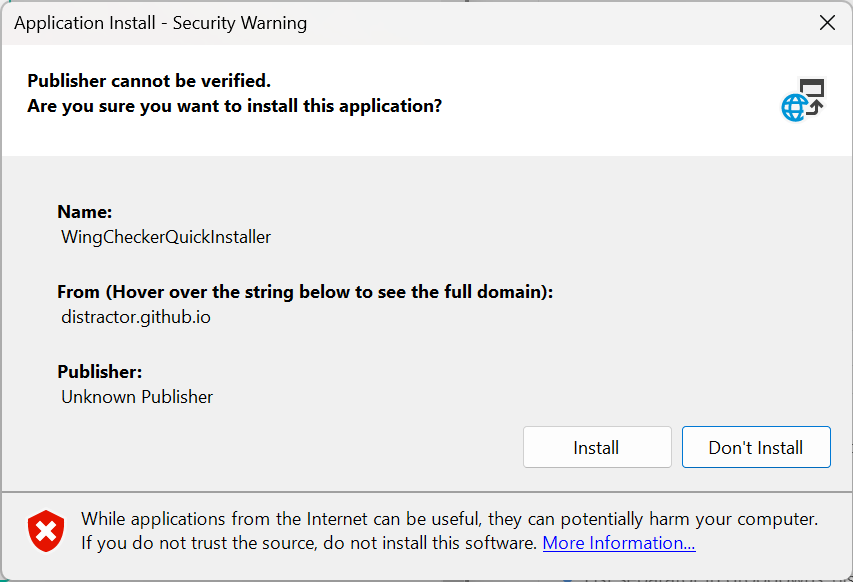 Application Install - Security Warning
Publisher cannot be verified.
Are you sure you want to install this application?
Name:
WingCheckerQuickInstaller
From (Hover over the string below to see the full domain):
distractor.github.io
Publisher:
Unknown Publisher
Install
Don't Install
While applications from the Internet can be useful, they can potentially harm your computer.
If you do not trust the source, do not install this software. More Information...